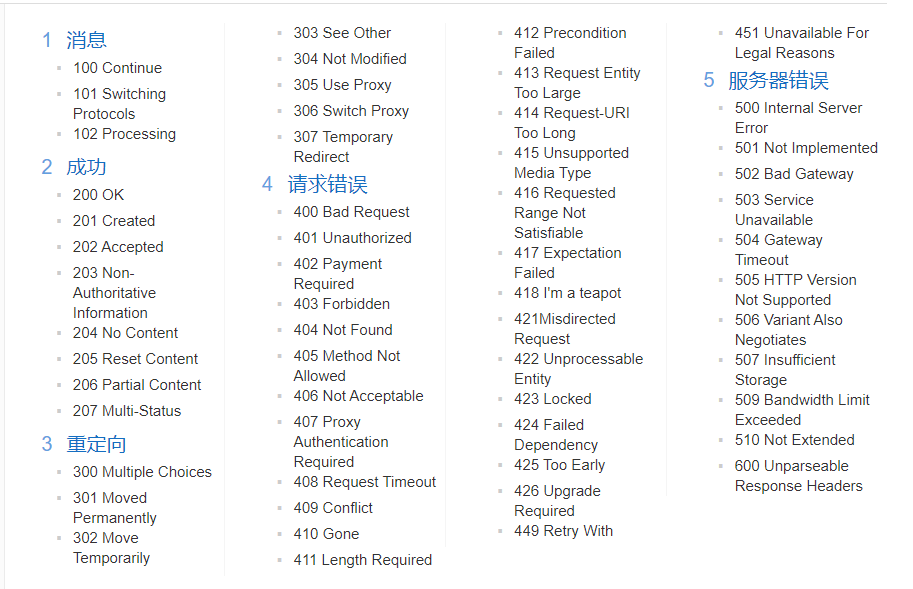 1 消息
100 Continue
101 Switching
Protocols
102 Processing
2 成功
200 OK
201 Created
202 Accepted
203 Non-
Authoritative
Information
204 No Content
205 Reset Content
206 Partial Content
207 Multi-Status
3 重定向
300 Multiple Choices
301 Moved
Permanently
302 Move
Temporarily
303 See Other
304 Not Modified
305 Use Proxy
306 Switch Proxy
307 Temporary
Redirect
4 请求错误
400 Bad Request
401 Unauthorized
402 Payment
Required
403 Forbidden
404 Not Found
405 Method Not
Allowed
406 Not Acceptable
407 Proxy
Authentication
Required
408 Request Timeout
409 Conflict
410 Gone
411 Length Required
412 Precondition
Failed
413 Request Entity
Too Large
414 Request-URI
Too Long
415 Unsupported
Media Type
416 Requested
Range Not
Satisfiable
417 Expectation
Failed
418 I'm a teapot
421Misdirected
Request
422 Unprocessable
Entity
423 Locked
424 Failed
Dependency
425 Too Early
426 Upgrade
Required
449 Retry With
451 Unavailable For
Legal Reasons
5 服务器错误
500 Internal Server
Error
501 Not Implemented
502 Bad Gateway
503 Service
Unavailable
504 Gateway
Timeout
505 HTTP Version
Not Supported
506 Variant Also
Negotiates
507 Insufficient
Storage
509 Bandwidth Limit
Exceeded
510 Not Extended
600 Unparseable
Response Headers